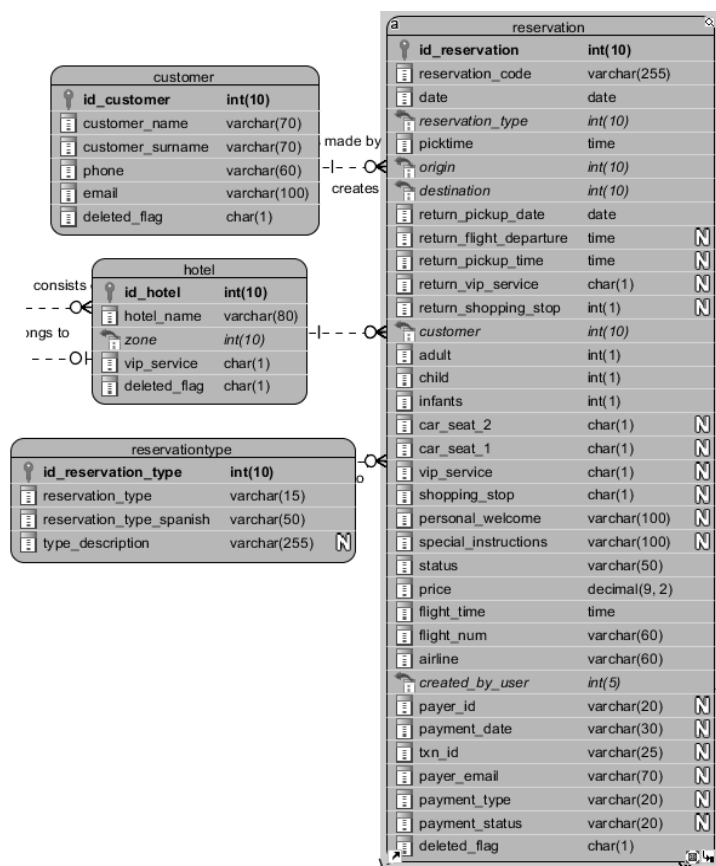 customer
id_customer int(10)
customer_name varchar(70)
customer_surname varchar(70)
phone varchar(60)
email varchar(100)
deleted_flag char(1)
made by
creates
hotel
id_hotel int(10)
hotel_name varchar(80)
zone int(10)
vip_service char(1)
deleted_flag char(1)
consists
ongs to
reservationtype
id_reservation_type int(10)
reservation_type varchar(15)
reservation_type_spanish varchar(50)
type_description varchar(255) N
o
a
reservation
id_reservation int(10)
reservation_code varchar(255)
date date
reservation_type int(10)
picktime time
origin int(10)
destination int(10)
return_pickup_date date
return_flight_departure time N
return_pickup_time time N
return_vip_service char(1) N
return_shopping_stop int(1) N
customer int(10)
adult int(1)
child int(1)
infants int(1)
car_seat_2 char(1) N
car_seat_1 char(1) N
vip_service char(1) N
shopping_stop char(1) N
personal_welcome varchar(100) N
special_instructions varchar(100) N
status varchar(50)
price decimal(9, 2)
flight_time time
flight_num varchar(60)
airline varchar(60)
created_by_user int(5)
payer_id varchar(20) N
payment_date varchar(30) N
txn_id varchar(25) N
payer_email varchar(70) N
payment_type varchar(20) N
payment_status varchar(20) N
deleted_flag char(1)